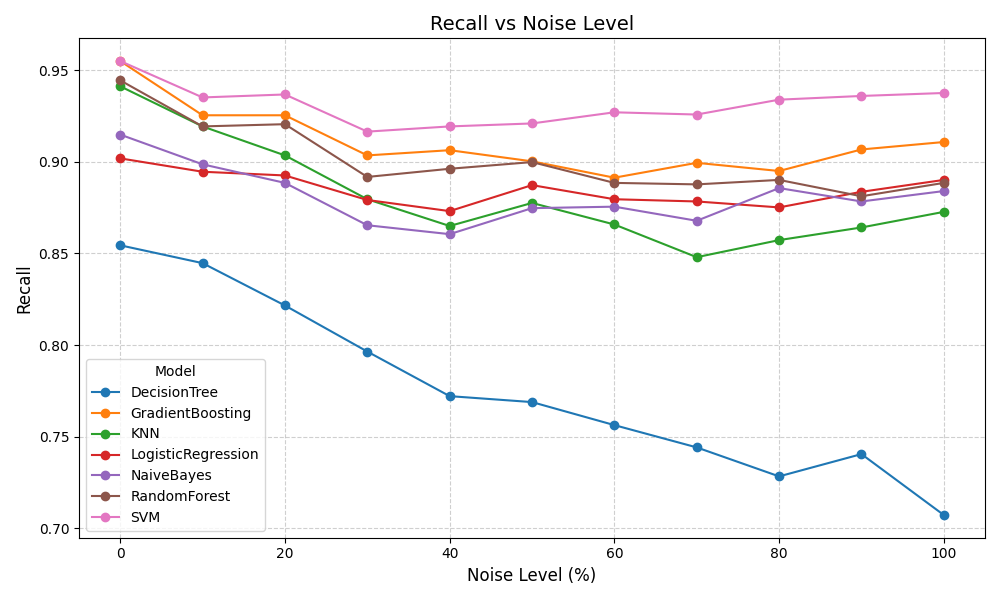 Recall vs Noise Level
Recall
0.95
0.90
0.85
0.80
0.75
0.70
Model
DecisionTree
GradientBoosting
KNN
LogisticRegression
NaiveBayes
RandomForest
SVM
0 20 40 60 80 100
Noise Level (%)